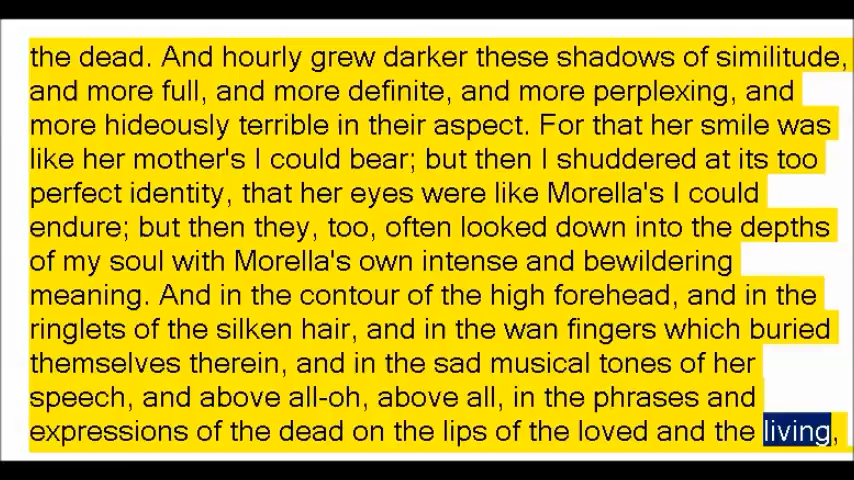 the dead. And hourly grew darker these shadows of similitude,
and more full, and more definite, and more perplexing, and
more hideously terrible in their aspect. For that her smile was
like her mother's I could bear; but then I shuddered at its too
perfect identity, that her eyes were like Morella's I could
endure; but then they, too, often looked down into the depths
of my soul with Morella's own intense and bewildering
meaning. And in the contour of the high forehead, and in the
ringlets of the silken hair, and in the wan fingers which buried
themselves therein, and in the sad musical tones of her
speech, and above all-oh, above all, in the phrases and
expressions of the dead on the lips of the loved and the living,